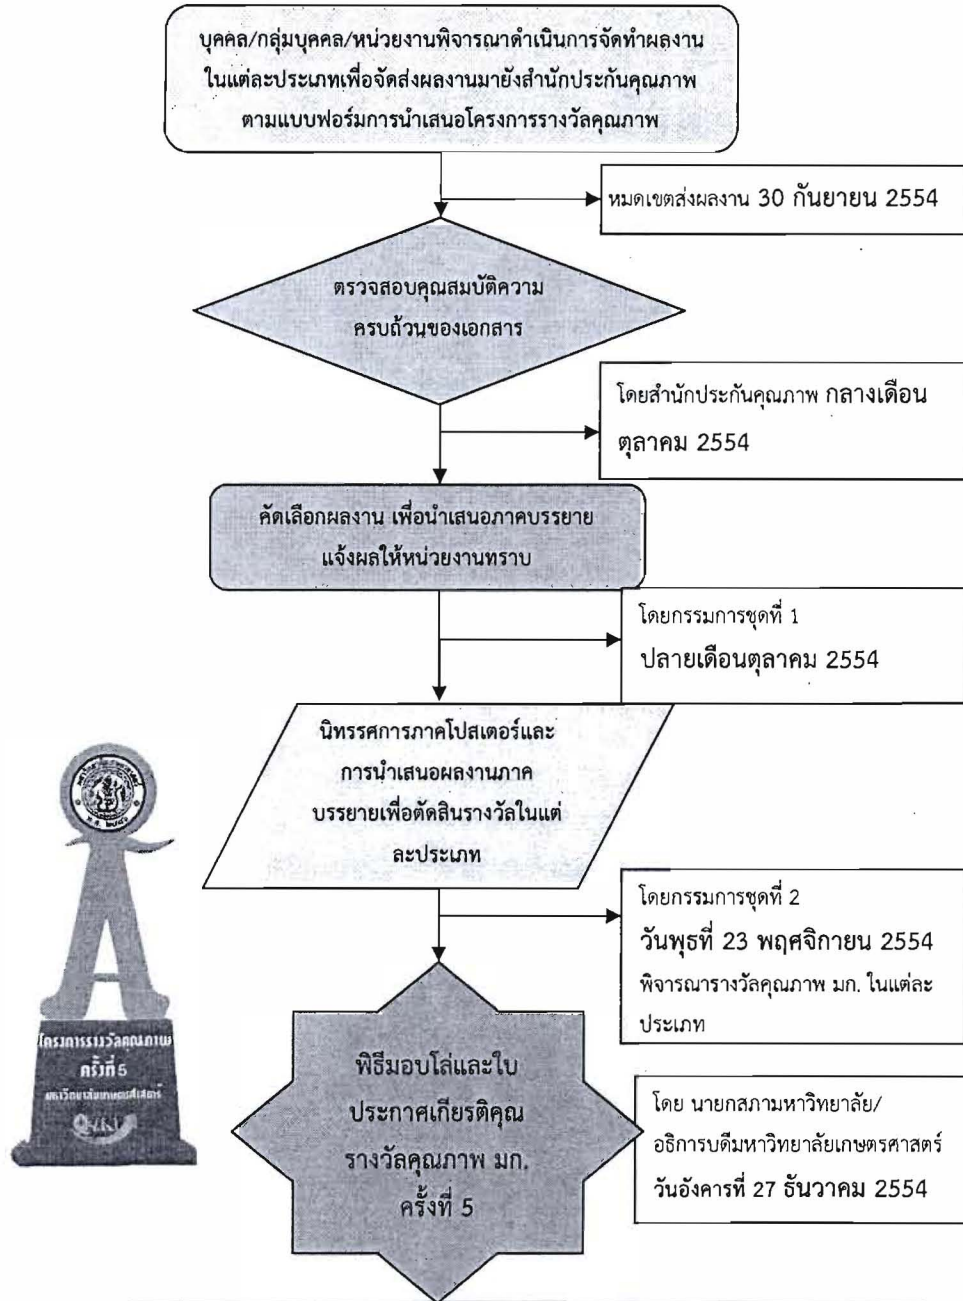 บุคคล/กลุ่มบุคคล/หน่วยงานพิจารณาดำเนินการจัดทำผลงาน
ในแต่ละประเภทเพื่อจัดส่งผลงานมายังสำนักประกันคุณภาพ
ตามแบบฟอร์มการนำเสนอโครงการรางวัลคุณภาพ
หมดเขตส่งผลงาน 30 กันยายน 2554
ตรวจสอบคุณสมบัติความ
ครบถ้วนของเอกสาร
โดยสำนักประกันคุณภาพ กลางเดือน
ตุลาคม 2554
คัดเลือกผลงาน เพื่อนำเสนอภาคบรรยาย
แจ้งผลให้หน่วยงานทราบ
โดยกรรมการชุดที่ 1
ปลายเดือนตุลาคม 2554
นิทรรศการภาคโปสเตอร์และ
การนำเสนอผลงานภาค
บรรยายเพื่อตัดสินรางวัลในแต่
ละประเภท
โดยกรรมการชุดที่ 2
วันพุธที่ 23 พฤศจิกายน 2554
พิจารณารางวัลคุณภาพ มก. ในแต่ละ
ประเภท
พิธีมอบโล่และใบ
ประกาศเกียรติคุณ
รางวัลคุณภาพ มก.
ครั้งที่ 5
โดย นายกสภามหาวิทยาลัย/
อธิการบดีมหาวิทยาลัยเกษตรศาสตร์
วันอังคารที่ 27 ธันวาคม 2554
โครงการรางวัลคุณภาพ
ครั้งที่ 5
มหาวิทยาลัยเกษตรศาสตร์